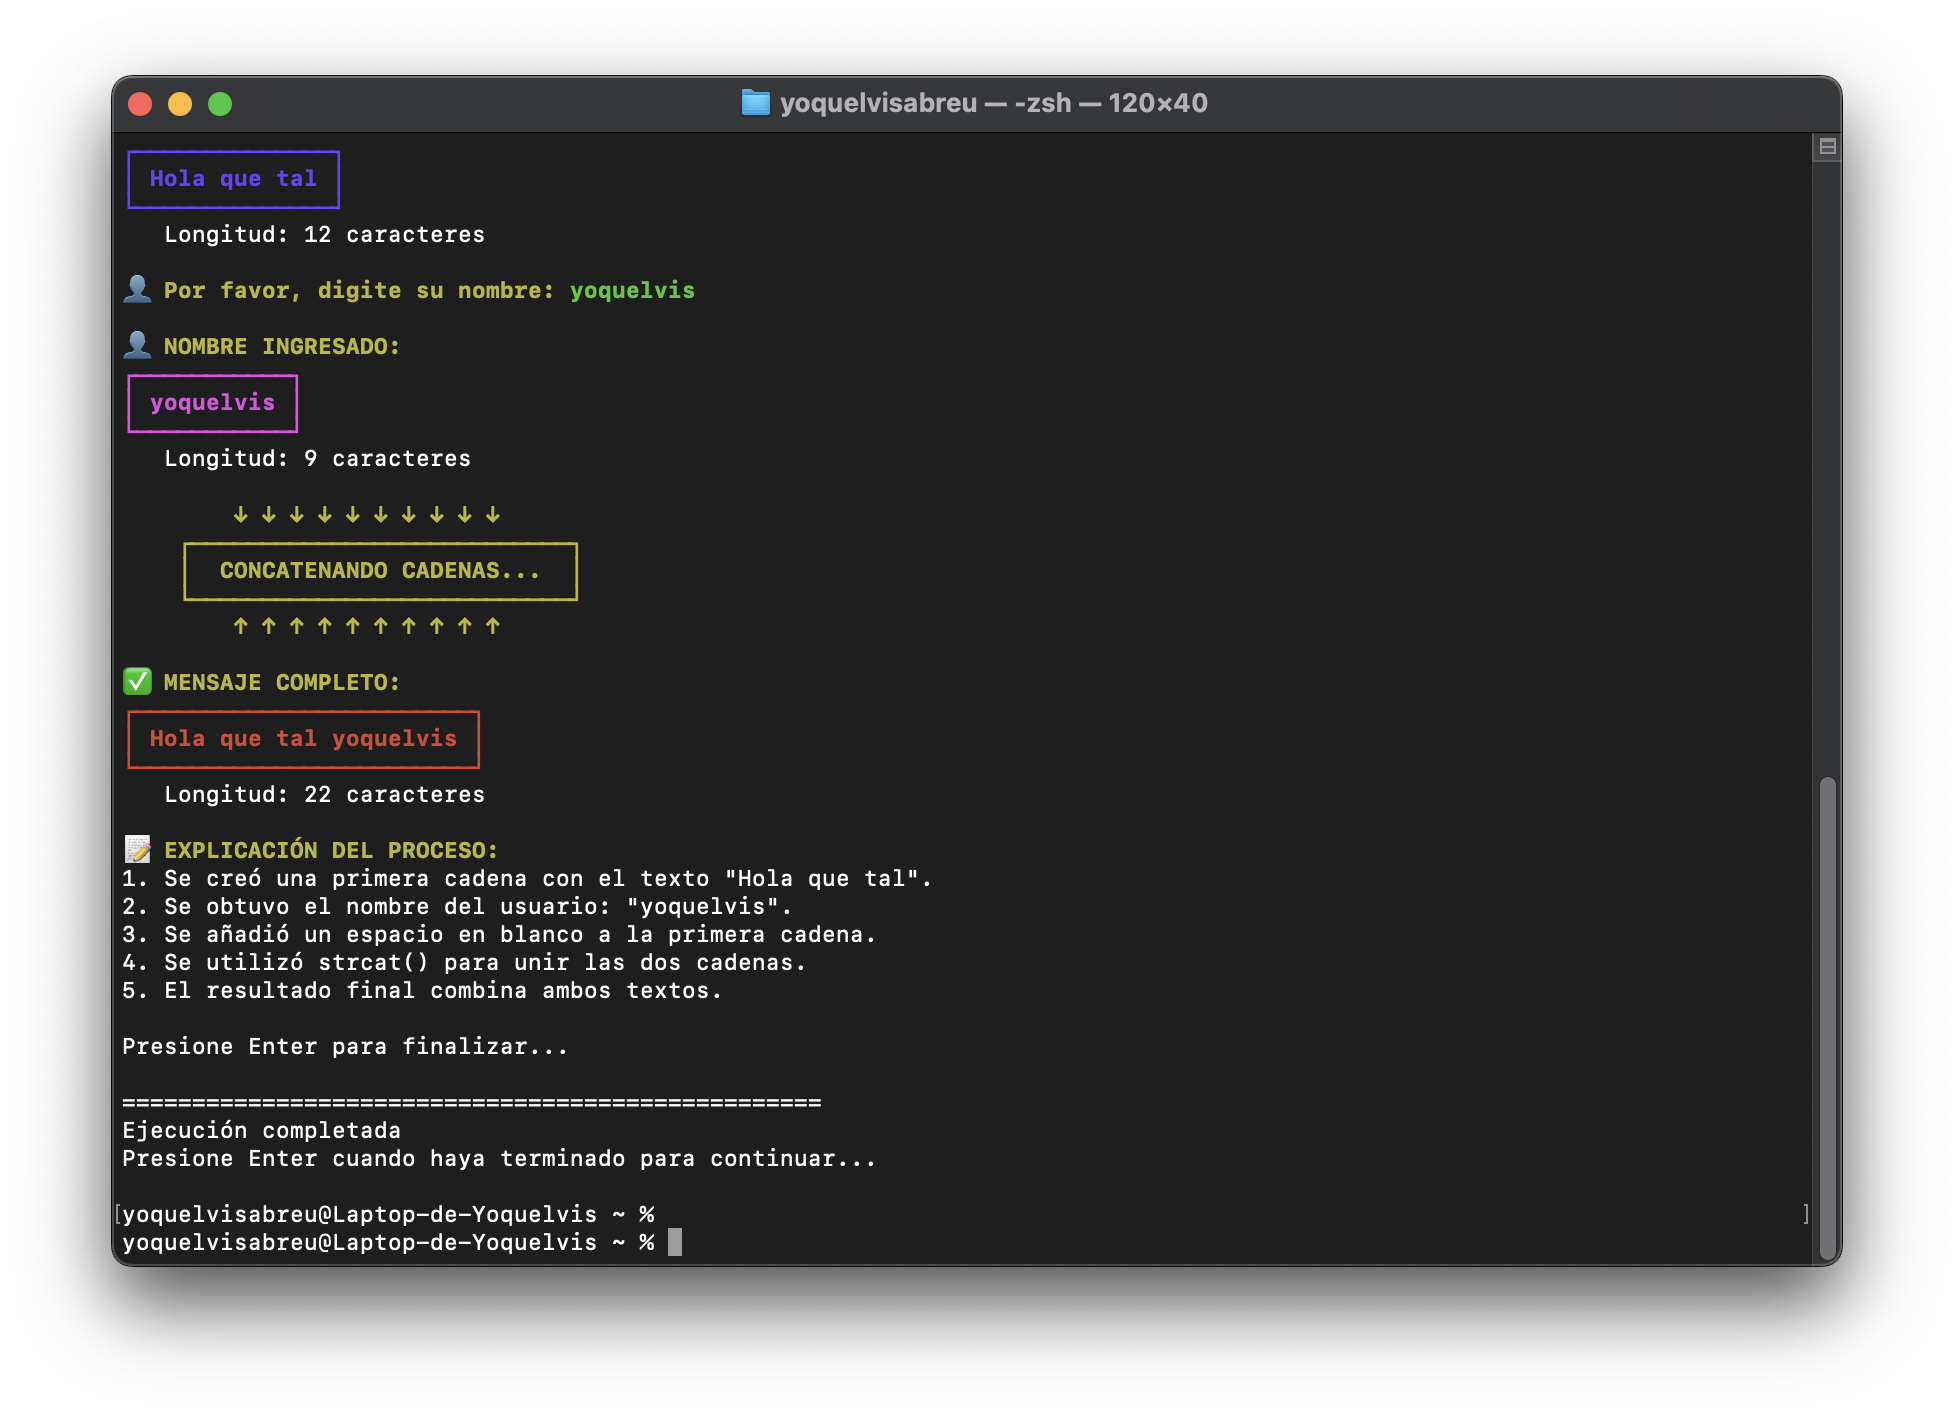 yoquelvisabreu — -zsh — 120×40
Hola que tal
Longitud: 12 caracteres
Por favor, digite su nombre: yoquelvis
NOMBRE INGRESADO:
yoquelvis
Longitud: 9 caracteres
↓ ↓ ↓ ↓ ↓ ↓ ↓ ↓ ↓ ↓
CONCATENANDO CADENAS...
↑ ↑ ↑ ↑ ↑ ↑ ↑ ↑ ↑ ↑
MENSAJE COMPLETO:
Hola que tal yoquelvis
Longitud: 22 caracteres
EXPLICACIÓN DEL PROCESO:
1. Se creó una primera cadena con el texto "Hola que tal".
2. Se obtuvo el nombre del usuario: "yoquelvis".
3. Se añadió un espacio en blanco a la primera cadena.
4. Se utilizó strcat() para unir las dos cadenas.
5. El resultado final combina ambos textos.
Presione Enter para finalizar...
==================================================
Ejecución completada
Presione Enter cuando haya terminado para continuar...
[yoquelvisabreu@Laptop-de-Yoquelvis ~ % ]
yoquelvisabreu@Laptop-de-Yoquelvis ~ %